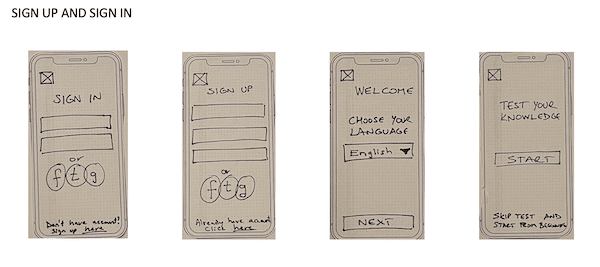 SIGN UP AND SIGN IN
SIGN IN
or
f t g
Don't have account?
Sign up here
SIGN UP
or
f t g
Already have account
click here
WELCOME
CHOOSE YOUR
LANGUAGE
English
NEXT
TEST YOUR
KNOWLEDGE
START
SKIP TEST AND
START FROM BEGINNING